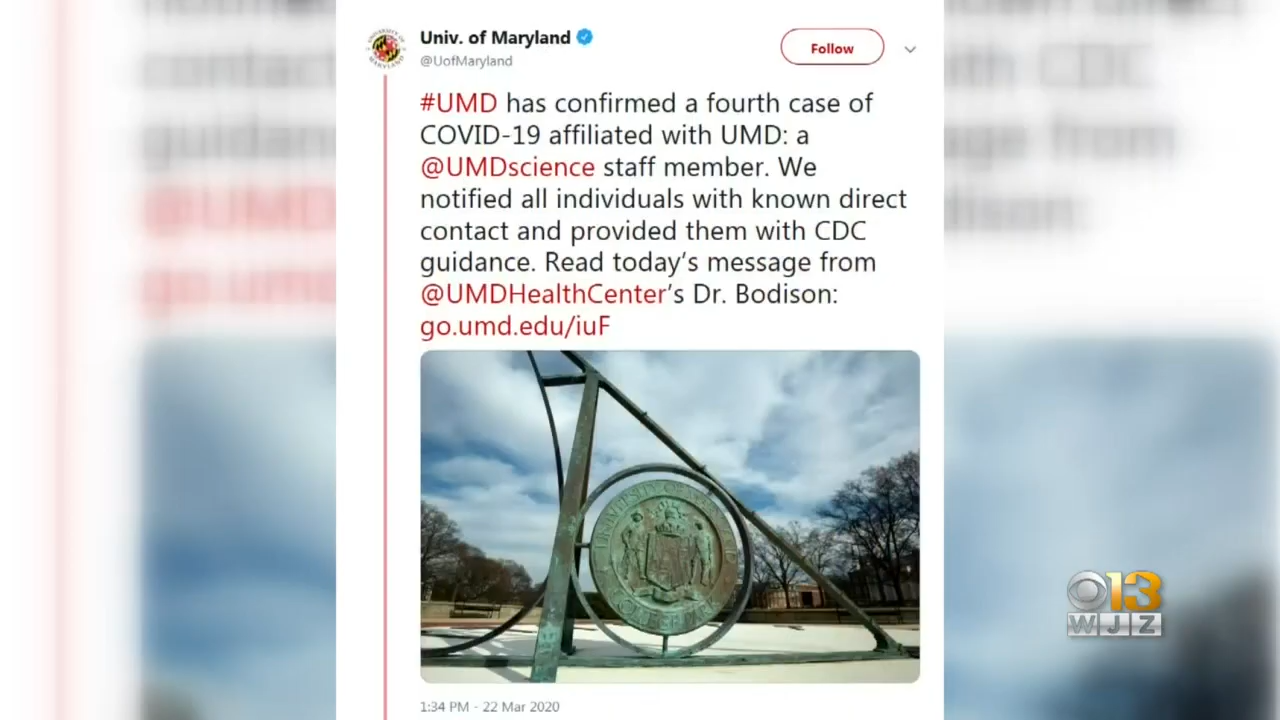 Univ. of Maryland
@UofMaryland
Follow
#UMD has confirmed a fourth case of
COVID-19 affiliated with UMD: a
@UMDscience staff member. We
notified all individuals with known direct
contact and provided them with CDC
guidance. Read today's message from
@UMDHealthCenter's Dr. Bodison:
go.umd.edu/iuF
1:34 PM - 22 Mar 2020
13
WJZ